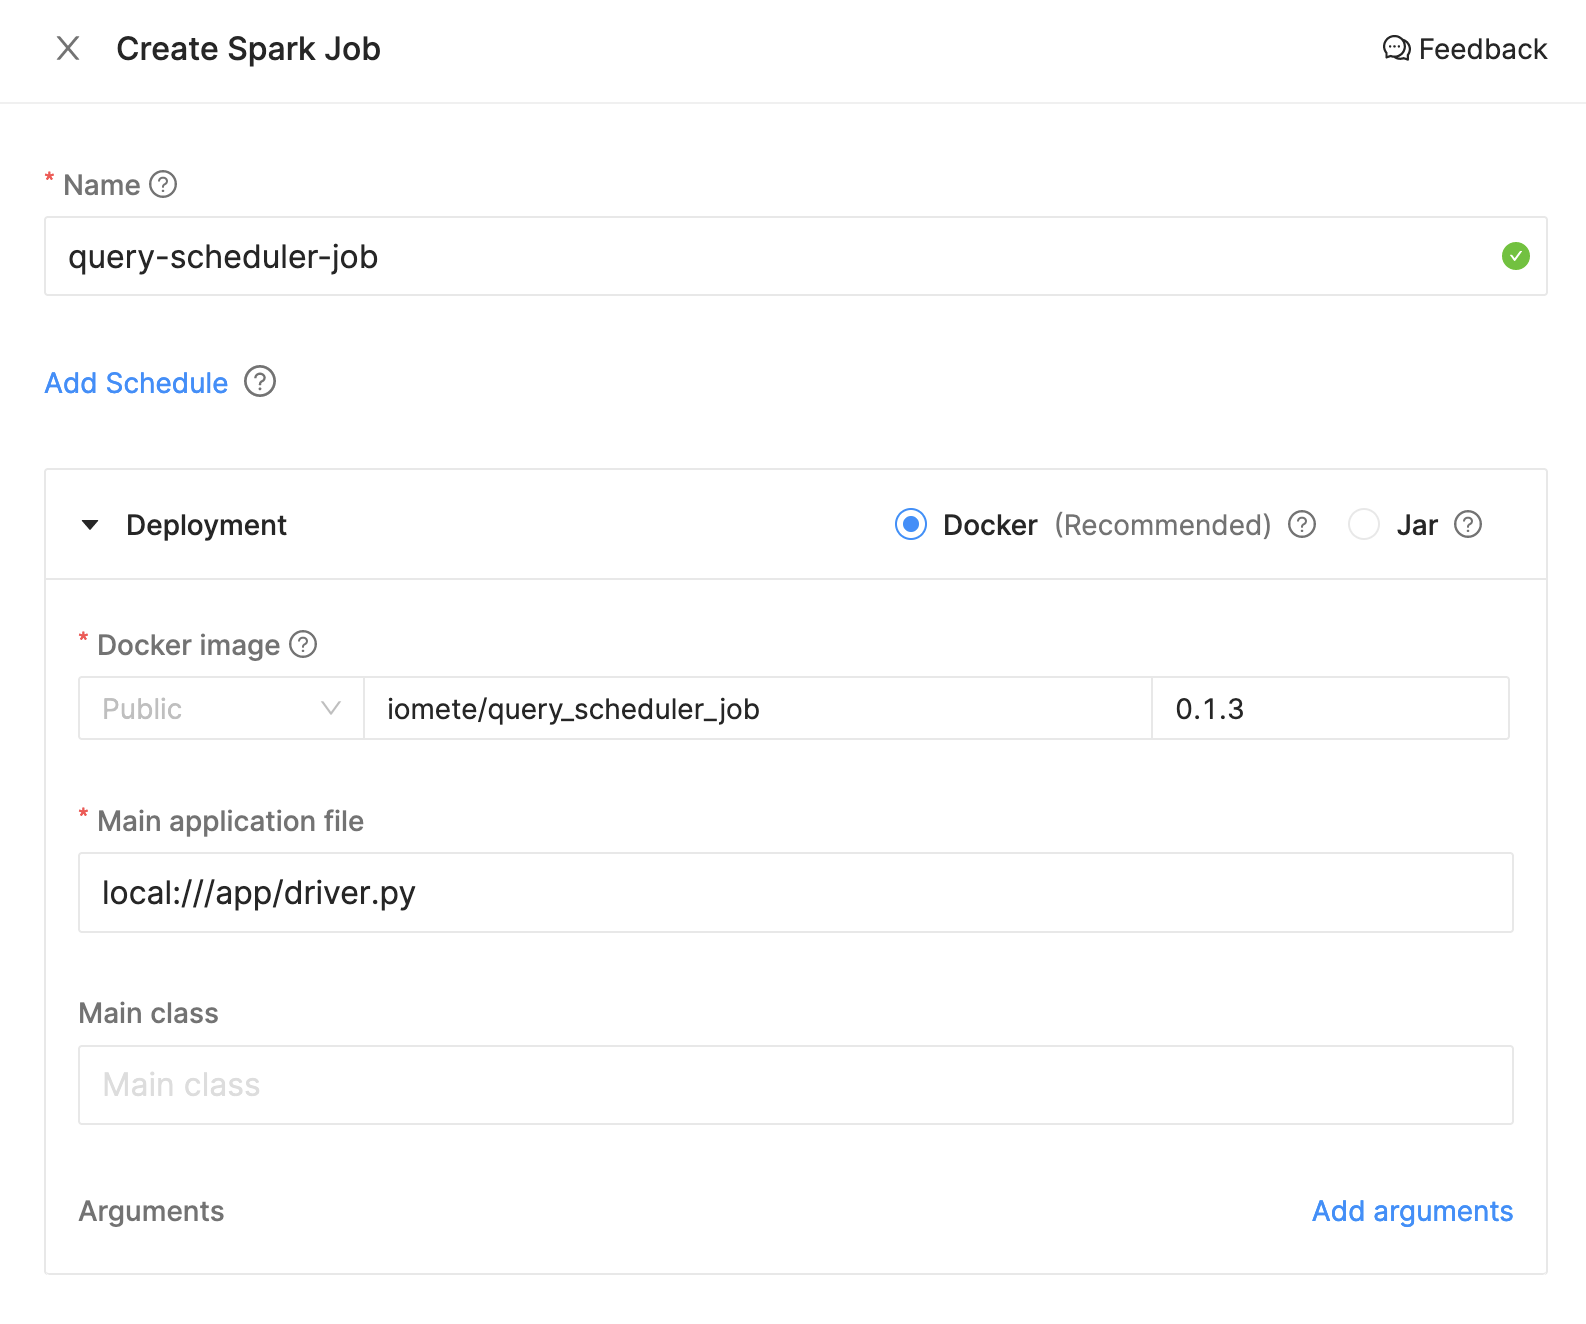 Create Spark Job
Feedback
* Name
query-scheduler-job
Add Schedule
Deployment
Docker (Recommended)
Jar
* Docker image
Public
iomete/query_scheduler_job
0.1.3
* Main application file
local:///app/driver.py
Main class
Main class
Arguments
Add arguments